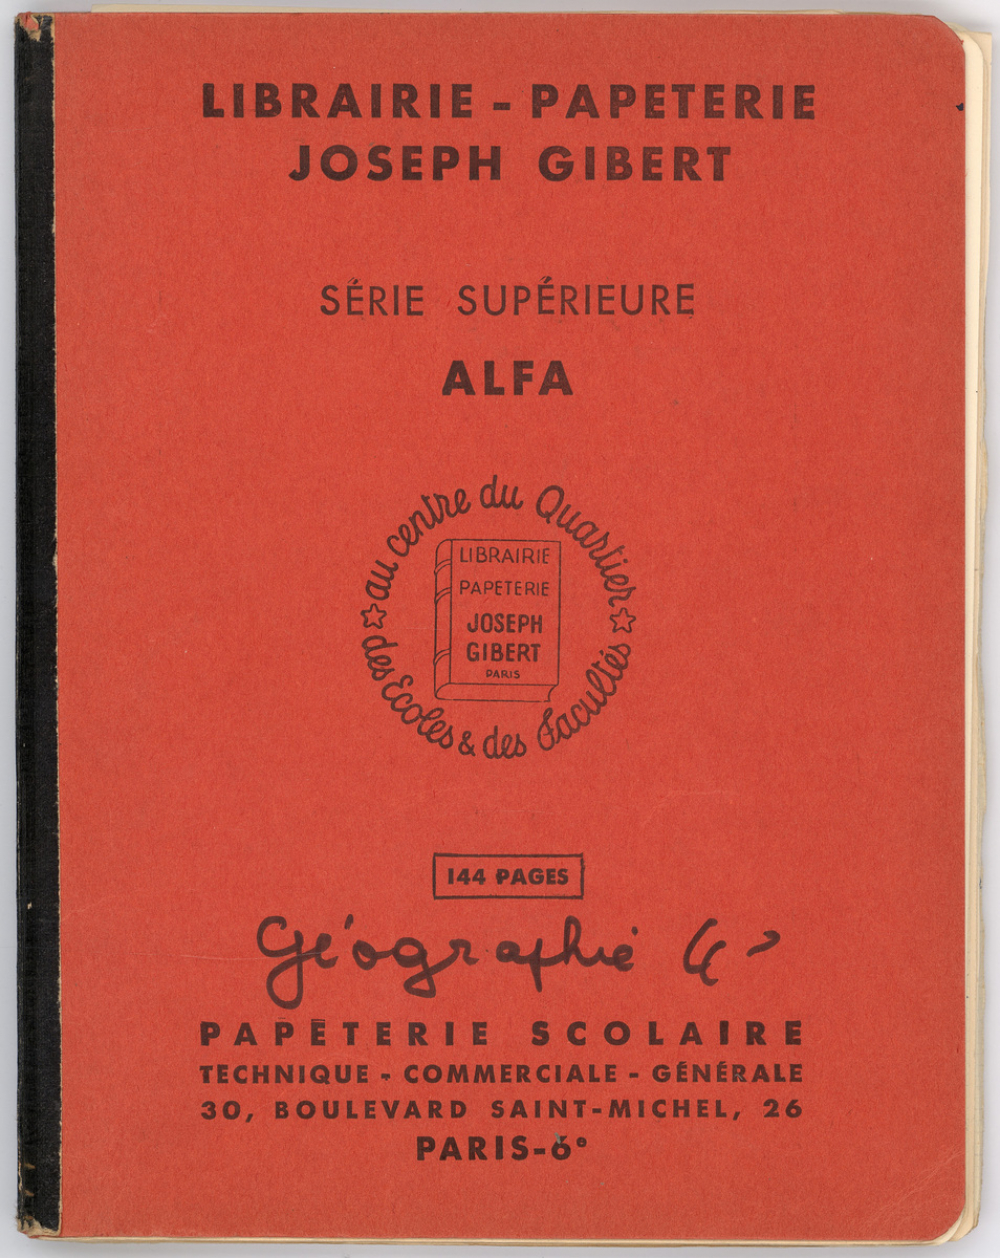 LIBRAIRIE - PAPETERIE
JOSEPH GIBERT
SÉRIE SUPÉRIEURE
ALFA
au centre du Quartier
des Ecoles & des Facultés
LIBRAIRIE
PAPETERIE
JOSEPH
GIBERT
PARIS
144 PAGES
Géographie
PAPETERIE SCOLAIRE
TECHNIQUE - COMMERCIALE - GÉNÉRALE
30, BOULEVARD SAINT-MICHEL, 26
PARIS-6e